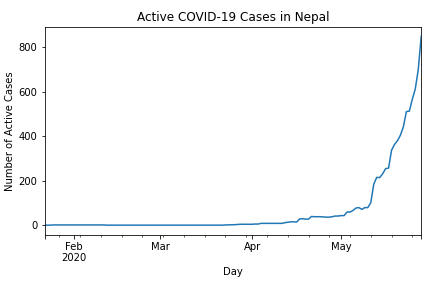 Active COVID-19 Cases in Nepal
800
600
400
200
0
Number of Active Cases
Feb
2020
Mar
Apr
May
Day